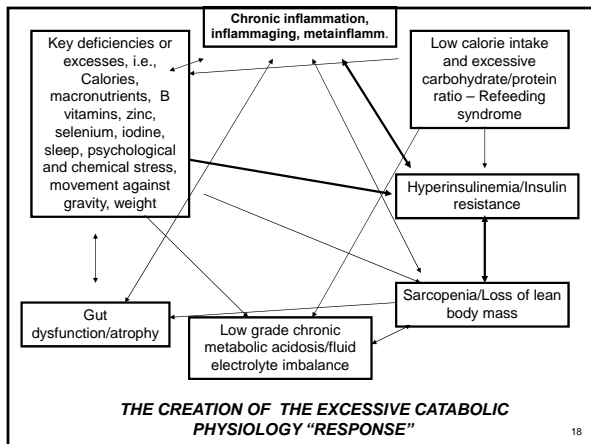 Chronic inflammation,
inflammaging, metainflamm.
Key deficiencies or
excesses, i.e.,
Calories,
macronutrients, B
vitamins, zinc,
selenium, iodine,
sleep, psychological
and chemical stress,
movement against
gravity, weight
Low calorie intake
and excessive
carbohydrate/protein
ratio – Refeeding
syndrome
Hyperinsulinemia/Insulin
resistance
Sarcopenia/Loss of lean
body mass
Gut
dysfunction/atrophy
Low grade chronic
metabolic acidosis/fluid
electrolyte imbalance
THE CREATION OF THE EXCESSIVE CATABOLIC
PHYSIOLOGY “RESPONSE”
18